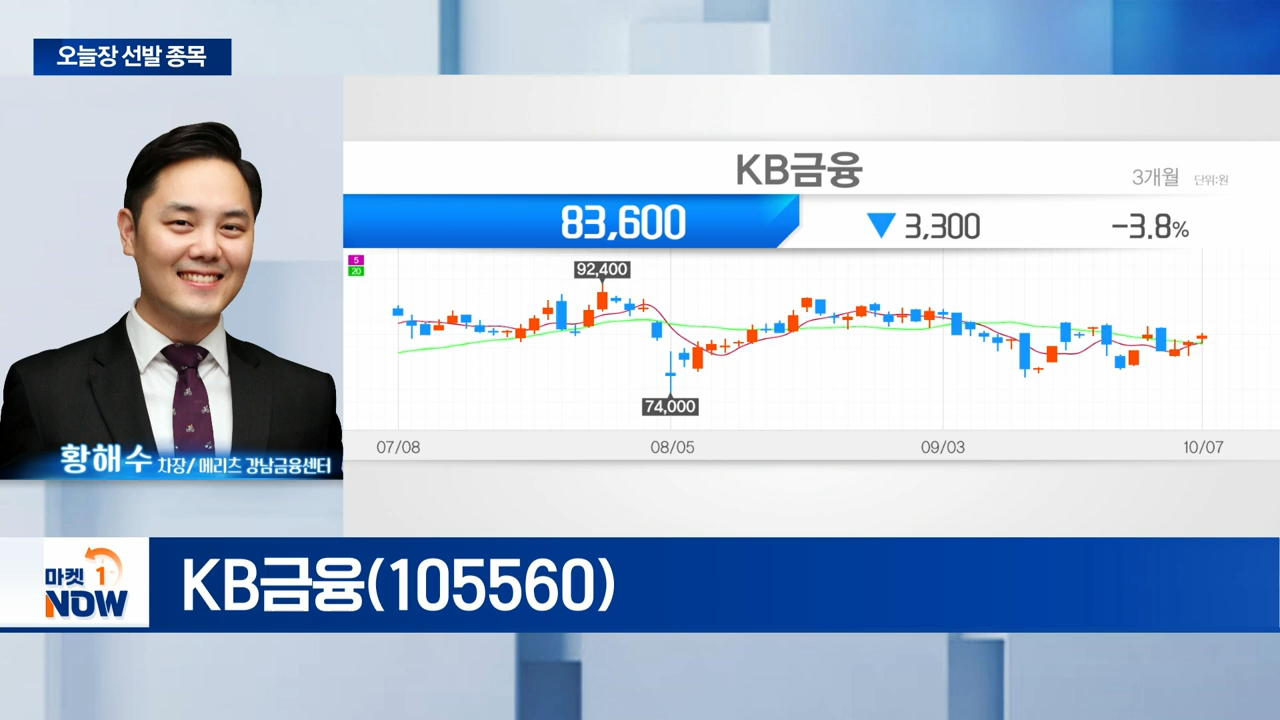 오늘장 선발 종목
KB금융
3개월 단위:원
83,600 ▼ 3,300 -3.8%
5
20
92,400
74,000
07/08 08/05 09/03 10/07
황해수 차장/ 메리츠 강남금융센터
마켓 1
NOW
KB금융(105560)